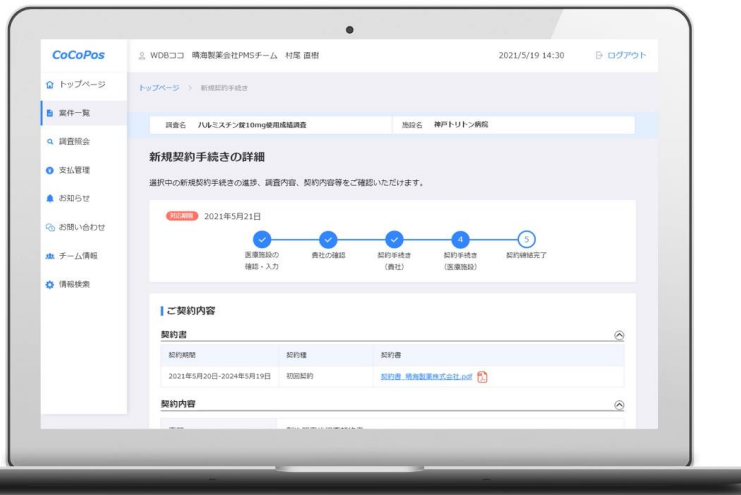 CoCoPos
WDBココ 晴海製薬会社PMSチーム 村尾 直樹 2021/5/19 14:30 ログアウト
トップページ
案件一覧
調査照会
支払管理
お知らせ
お問い合わせ
チーム情報
情報検索
トップページ > 新規契約手続き
調査名 ハルミスチン錠10mg使用成績調査 施設名 神戸トリトン病院
新規契約手続きの詳細
選択中の新規契約手続きの進捗、調査内容、契約内容等をご確認いただけます。
対応期限 2021年5月21日
4 5
医療施設の 貴社の確認 契約手続き 契約手続き 契約締結完了
確認・入力 (貴社) (医療施設)
ご契約内容
契約書
契約期間 契約種 契約書
2021年5月20日-2024年5月19日 初回契約 契約書_晴海製薬株式会社.pdf
契約内容